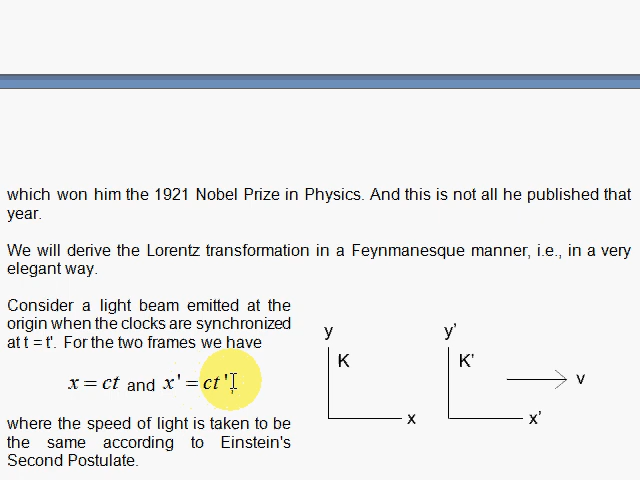 which won him the 1921 Nobel Prize in Physics. And this is not all he published that
year.
We will derive the Lorentz transformation in a Feynmanesque manner, i.e., in a very
elegant way.
Consider a light beam emitted at the
origin when the clocks are synchronized
at t = t'. For the two frames we have
x = ct and x' = ct',
where the speed of light is taken to be
the same according to Einstein's
Second Postulate.
y y'
K K'
v
x x'